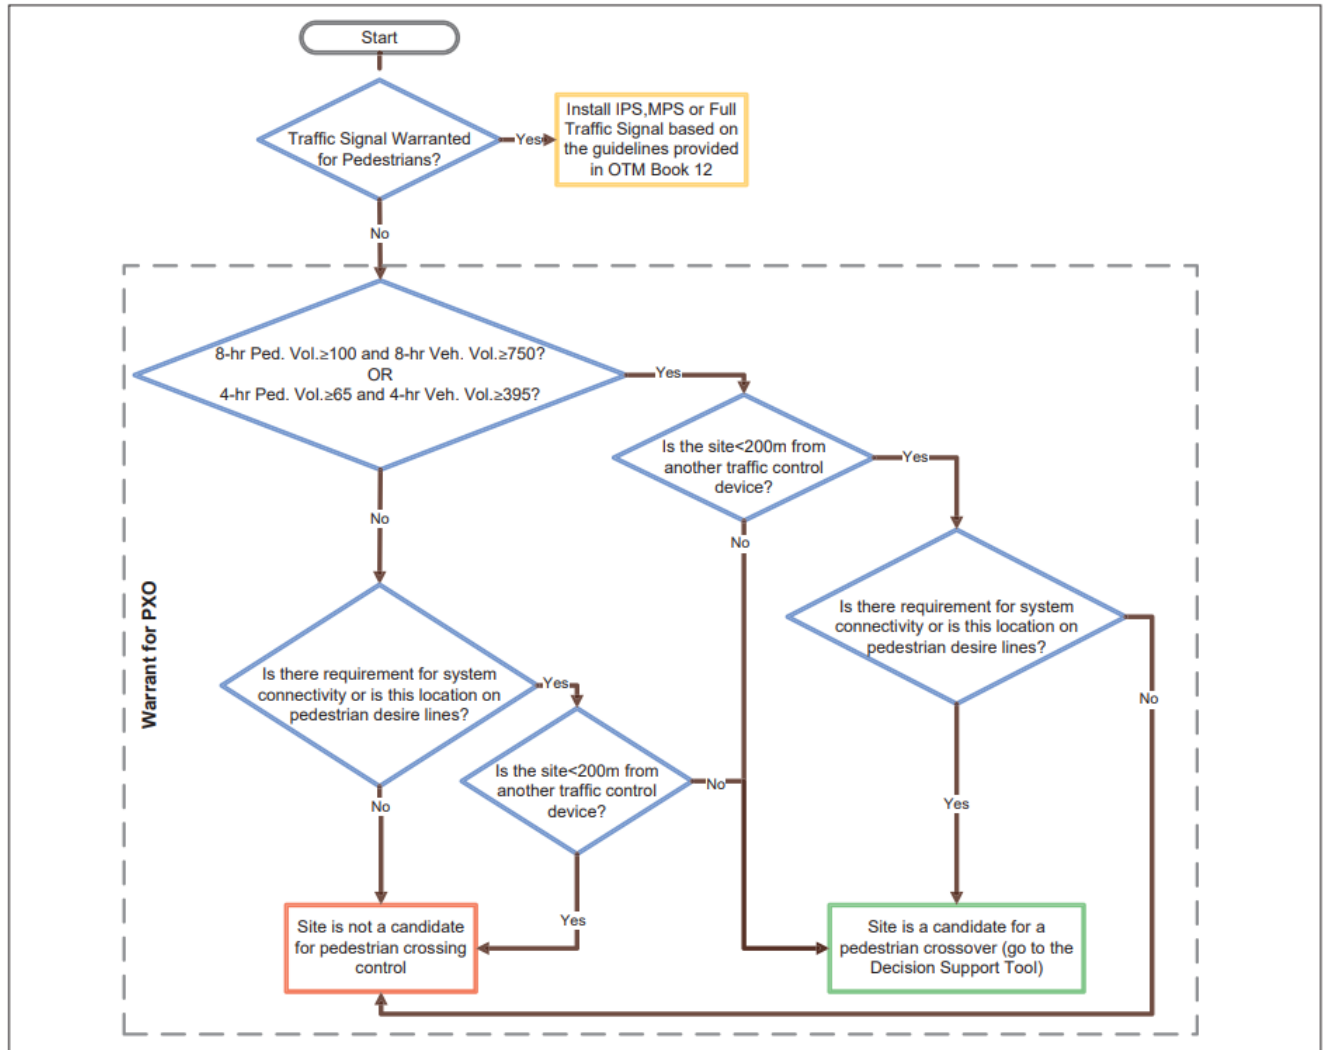 Start
Traffic Signal Warranted
for Pedestrians?
Yes
Install IPS,MPS or Full
Traffic Signal based on
the guidelines provided
in OTM Book 12
No
8-hr Ped. Vol.≥100 and 8-hr Veh. Vol.≥750?
OR
4-hr Ped. Vol.≥65 and 4-hr Veh. Vol.≥395?
Yes
Is the site<200m from
another traffic control
device?
Yes
No
No
Is there requirement for system
connectivity or is this location on
pedestrian desire lines?
No
Yes
Warrant for PXO
Is there requirement for system
connectivity or is this location on
pedestrian desire lines?
Yes
No
Is the site<200m from
another traffic control
device?
No
Yes
Site is not a candidate
for pedestrian crossing
control
Site is a candidate for a
pedestrian crossover (go to the
Decision Support Tool)